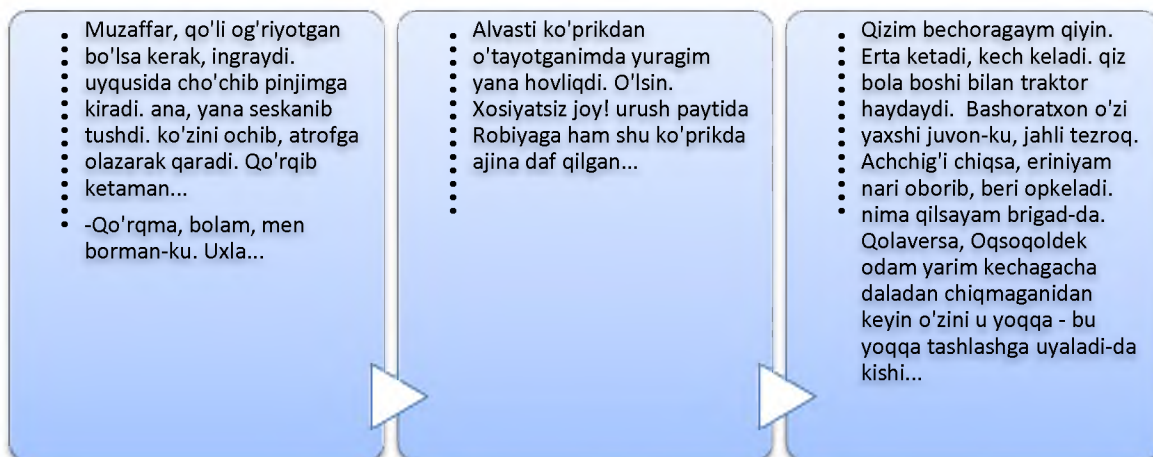 Muzaffar, qo'li og'riyotgan
bo'lsa kerak, ingraydi.
uyqusida cho'chib pinjimga
kiradi. ana, yana seskanib
tushdi. ko'zini ochib, atrofga
olazarak qaradi. Qo'rqib
ketaman...
-Qo'rqma, bolam, men
borman-ku. Uxla...
Alvasti ko'prikdan
o'tayotganimda yuragim
yana hovliqdi. O'lsin.
Xosiyatsiz joy! urush paytida
Robiyaga ham shu ko'prikda
ajina daf qilgan...
Qizim bechoragaym qiyin.
Erta ketadi, kech keladi. qiz
bola boshi bilan traktor
haydaydi. Bashoratxon o'zi
yaxshi juvon-ku, jahli tezroq.
Achchig'i chiqsa, eriniyam
nari oborib, beri opkeladi.
nima qilsayam brigad-da.
Qolaversa, Oqsoqoldek
odam yarim kechagacha
daladan chiqmaganidan
keyin o'zini u yoqqa - bu
yoqqa tashlashga uyaladi-da
kishi...